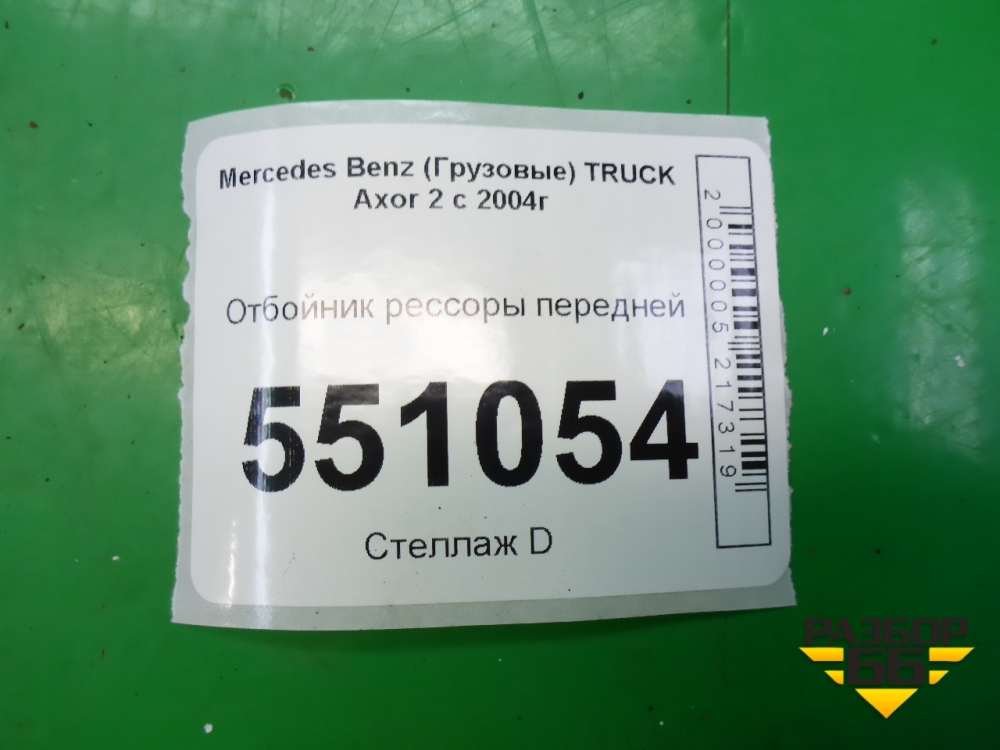 Mercedes Benz (Грузовые) TRUCK
Axor 2 с 2004г
Отбойник рессоры передней
551054
Стеллаж D
2000005217319
РАЗБОР
66